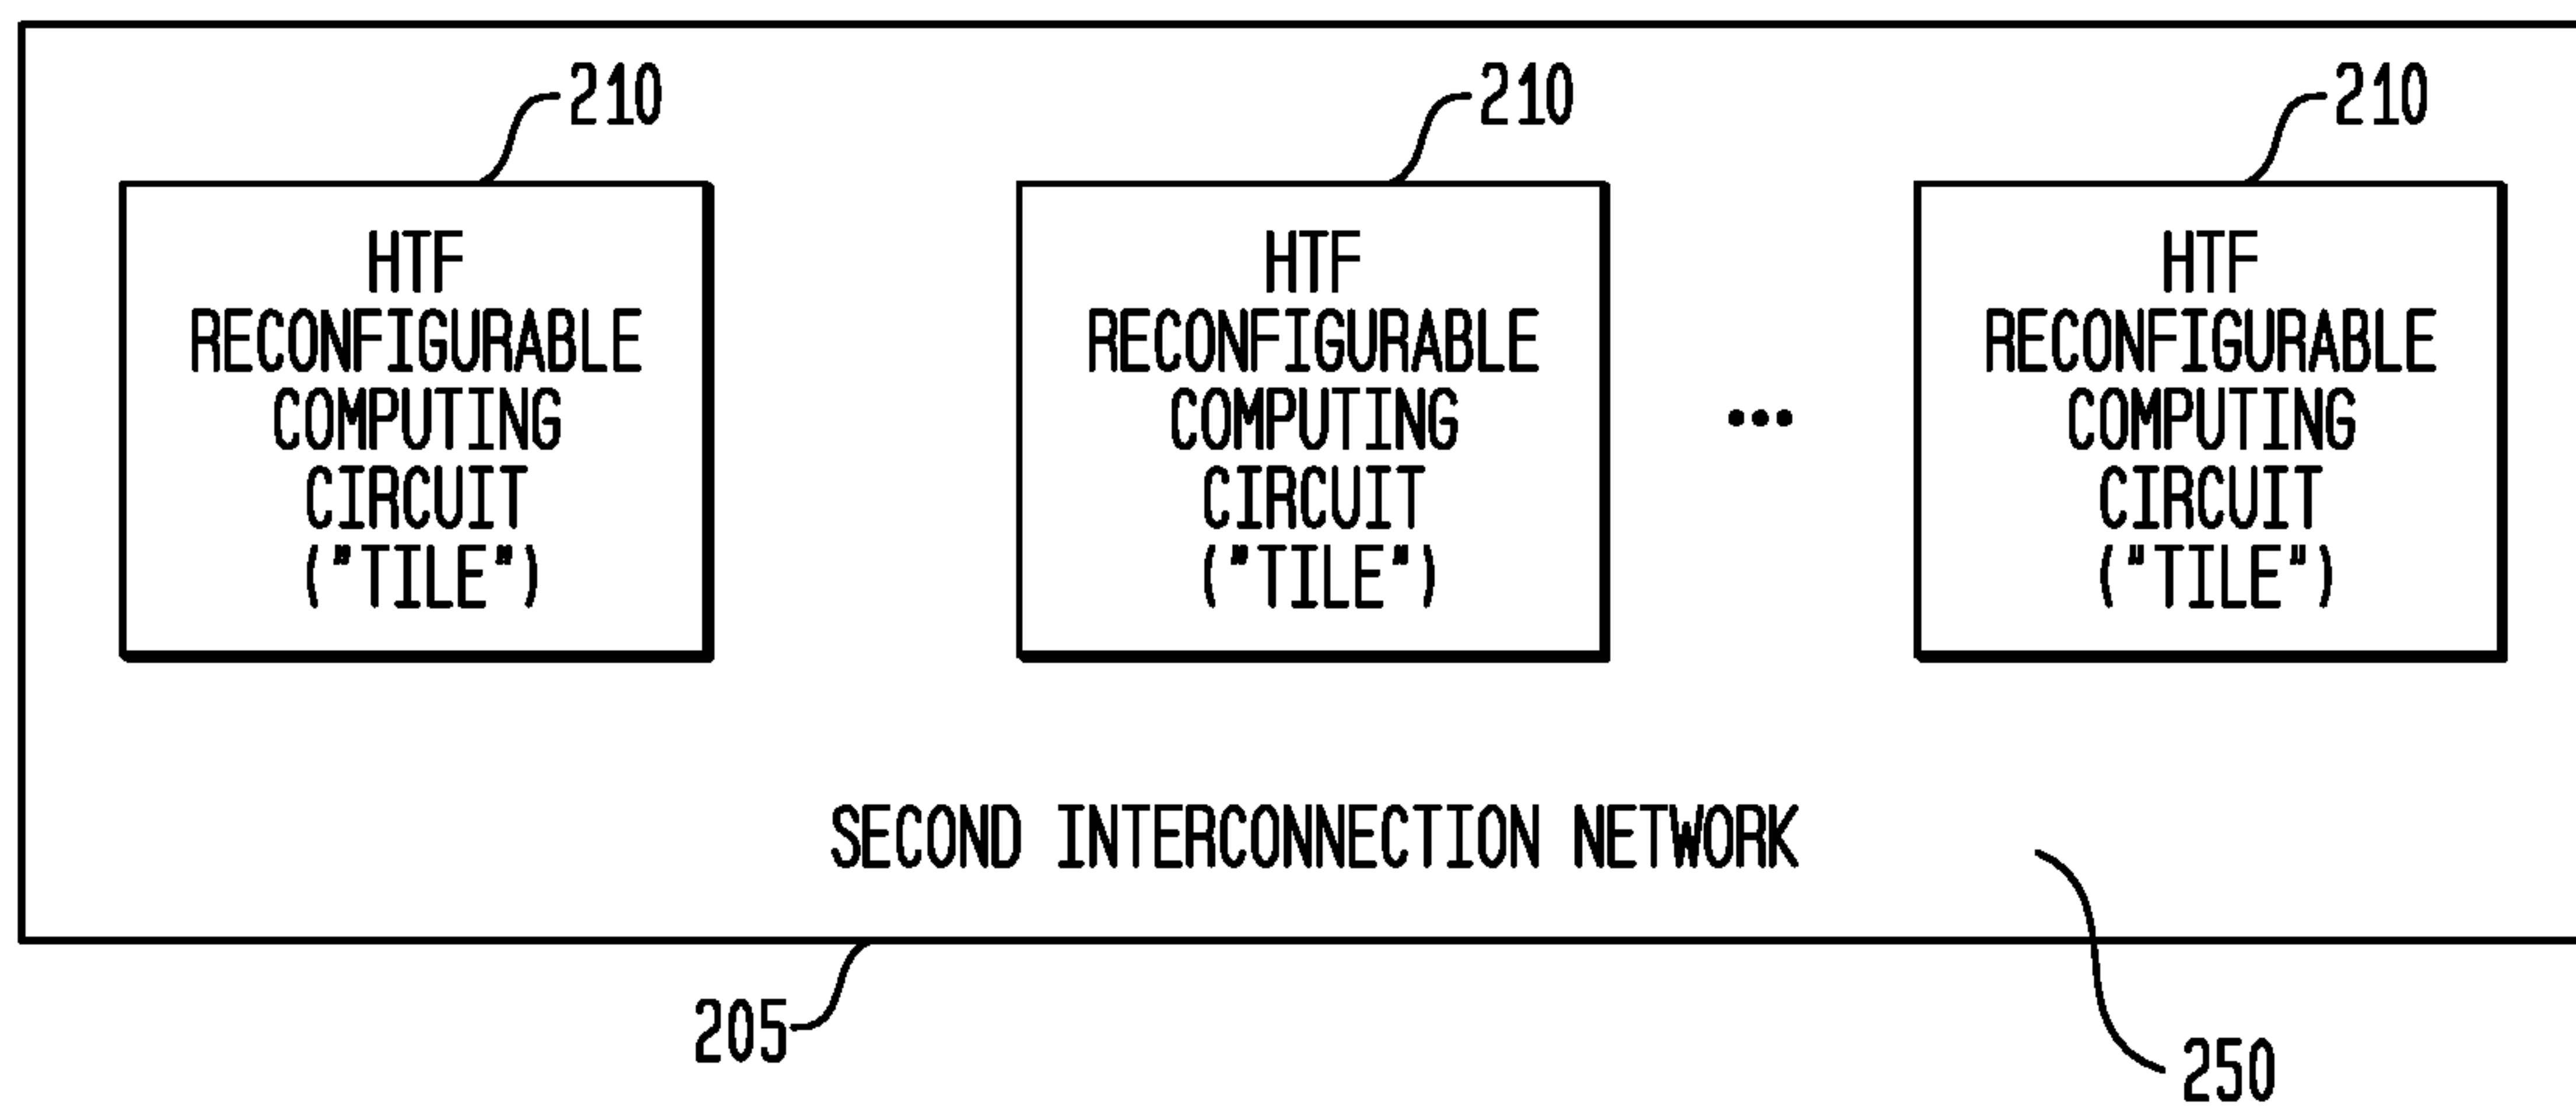 210
210
210
HTF
RECONFIGURABLE
COMPUTING
CIRCUIT
("TILE")
HTF
RECONFIGURABLE
COMPUTING
CIRCUIT
("TILE")
•••
HTF
RECONFIGURABLE
COMPUTING
CIRCUIT
("TILE")
SECOND INTERCONNECTION NETWORK
205
250